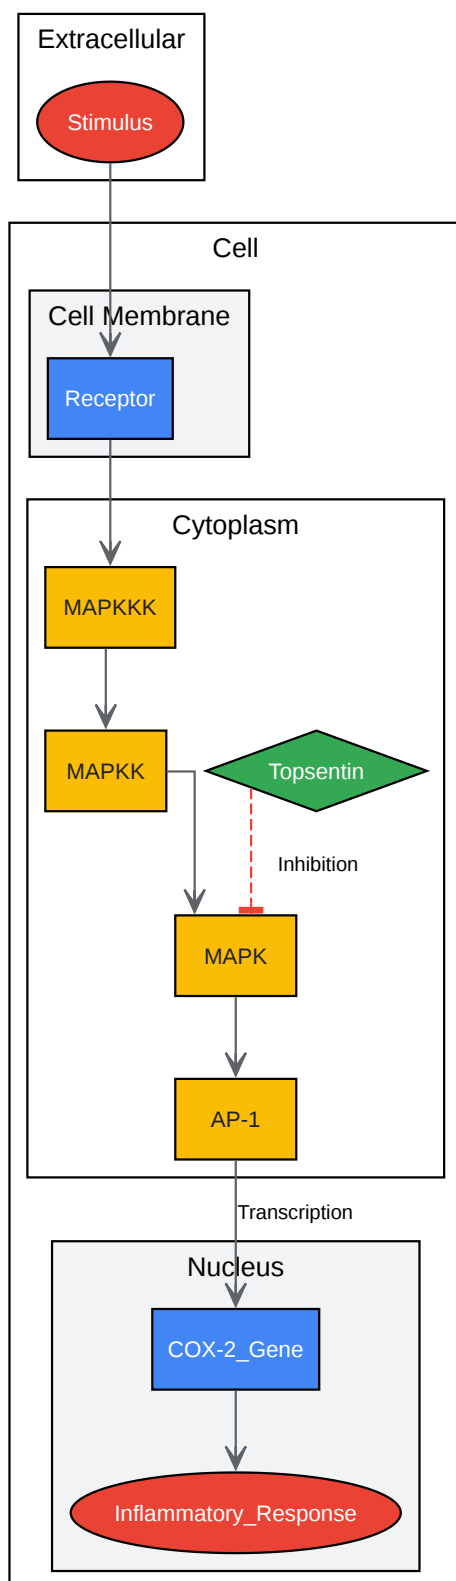 Extracellular
Stimulus
Cell
Cell Membrane
Receptor
Cytoplasm
MAPKKK
MAPKK
Topsentin
Inhibition
MAPK
AP-1
Transcription
Nucleus
COX-2_Gene
Inflammatory_Response